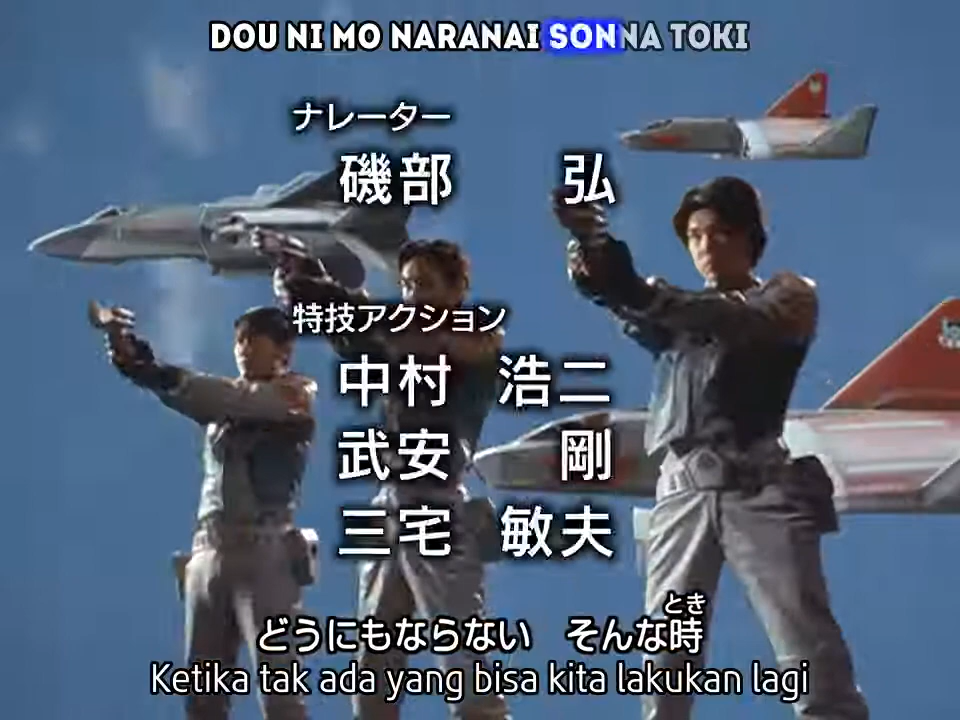 DOU NI MO NARANAI SONNA TOKI
ナレーター
磯部 弘
特技アクション
中村 浩二
武安 剛
三宅 敏夫
とき
どうにもならない そんな時
Ketika tak ada yang bisa kita lakukan lagi